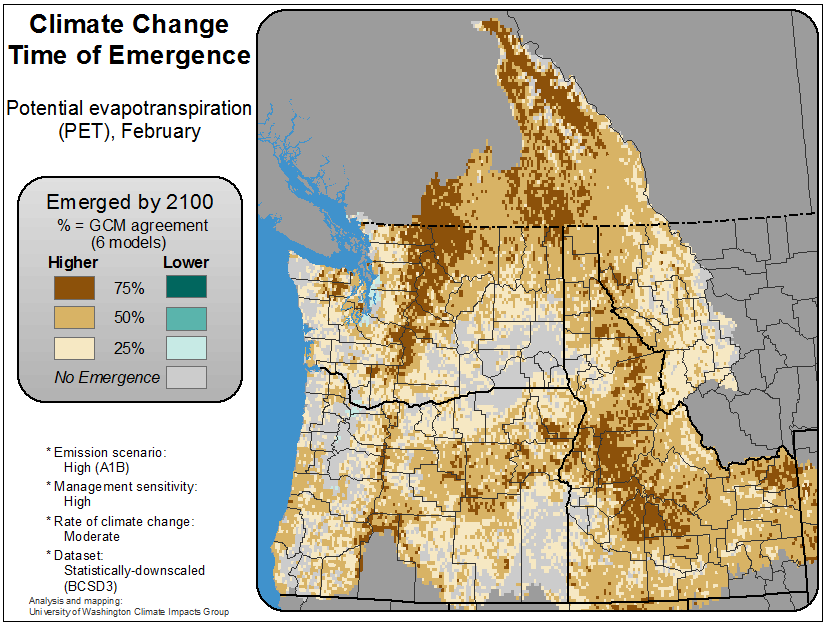 Climate Change
Time of Emergence
Potential evapotranspiration
(PET), February
Emerged by 2100
% = GCM agreement
(6 models)
Higher Lower
75%
50%
25%
No Emergence
* Emission scenario:
High (A1B)
* Management sensitivity:
High
* Rate of climate change:
Moderate
* Dataset:
Statistically-downscaled
(BCSD3)
Analysis and mapping:
University of Washington Climate Impacts Group